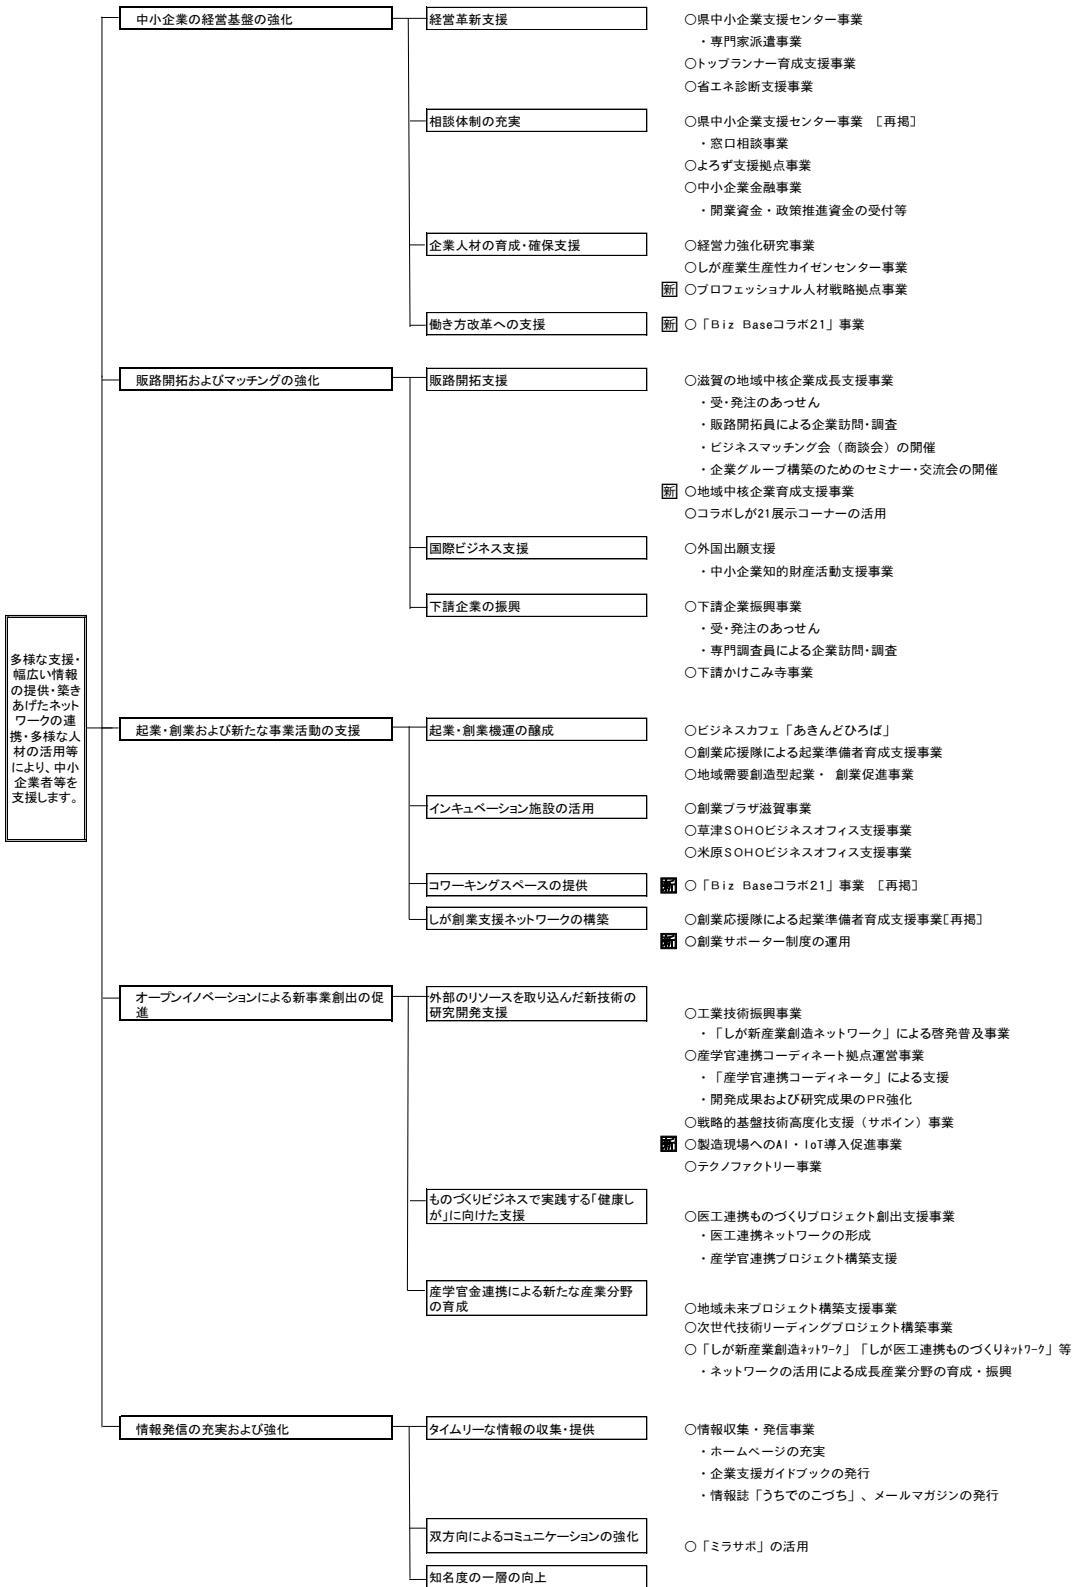 多様な支援・
幅広い情報
の提供・築き
あげたネット
ワークの連
携・多様な人
材の活用等
により、中小
企業者等を
支援します。
中小企業の経営基盤の強化
経営革新支援
○県中小企業支援センター事業
・専門家派遣事業
○トップランナー育成支援事業
○省エネ診断支援事業
相談体制の充実
○県中小企業支援センター事業 ［再掲］
・窓口相談事業
○よろず支援拠点事業
○中小企業金融事業
・開業資金・政策推進資金の受付等
企業人材の育成・確保支援
○経営力強化研究事業
○しが産業生産性カイゼンセンター事業
新 ○プロフェッショナル人材戦略拠点事業
働き方改革への支援
新 ○「Biz Baseコラボ21」事業
販路開拓およびマッチングの強化
販路開拓支援
○滋賀の地域中核企業成長支援事業
・受・発注のあっせん
・販路開拓員による企業訪問・調査
・ビジネスマッチング会（商談会）の開催
・企業グループ構築のためのセミナー・交流会の開催
新 ○地域中核企業育成支援事業
○コラボしが21展示コーナーの活用
国際ビジネス支援
○外国出願支援
・中小企業知的財産活動支援事業
下請企業の振興
○下請企業振興事業
・受・発注のあっせん
・専門調査員による企業訪問・調査
○下請かけこみ寺事業
起業・創業および新たな事業活動の支援
起業・創業機運の醸成
○ビジネスカフェ「あきんどひろば」
○創業応援隊による起業準備者育成支援事業
○地域需要創造型起業・ 創業促進事業
インキュベーション施設の活用
○創業プラザ滋賀事業
○草津SOHOビジネスオフィス支援事業
○米原SOHOビジネスオフィス支援事業
コワーキングスペースの提供
新 ○「Biz Baseコラボ21」事業 ［再掲］
しが創業支援ネットワークの構築
○創業応援隊による起業準備者育成支援事業[再掲]
新 ○創業サポーター制度の運用
オープンイノベーションによる新事業創出の促
進
外部のリソースを取り込んだ新技術の
研究開発支援
○工業技術振興事業
・「しが新産業創造ネットワーク」による啓発普及事業
○産学官連携コーディネート拠点運営事業
・「産学官連携コーディネータ」による支援
・開発成果および研究成果のPR強化
○戦略的基盤技術高度化支援（サポイン）事業
新 ○製造現場へのAI・IoT導入促進事業
○テクノファクトリー事業
ものづくりビジネスで実践する「健康し
が」に向けた支援
○医工連携ものづくりプロジェクト創出支援事業
・医工連携ネットワークの形成
・産学官連携プロジェクト構築支援
産学官金連携による新たな産業分野
の育成
○地域未来プロジェクト構築支援事業
○次世代技術リーディングプロジェクト構築事業
○「しが新産業創造ﾈｯﾄﾜｰｸ」「しが医工連携ものづくりﾈｯﾄﾜｰｸ」等
・ネットワークの活用による成長産業分野の育成・振興
情報発信の充実および強化
タイムリーな情報の収集・提供
○情報収集・発信事業
・ホームページの充実
・企業支援ガイドブックの発行
・情報誌「うちでのこづち」、メールマガジンの発行
双方向によるコミュニケーションの強化
○「ミラサポ」の活用
知名度の一層の向上